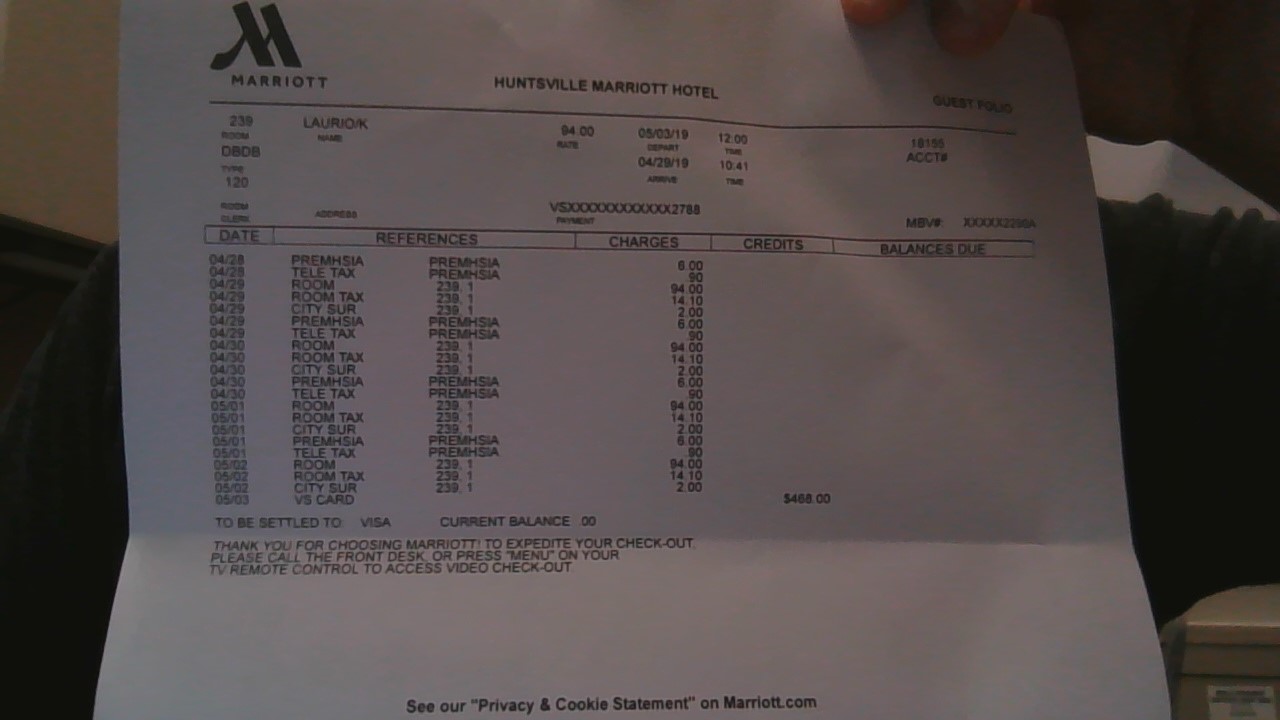 MARRIOTT
HUNTSVILLE MARRIOTT HOTEL
GUEST FOLIO
239 LAURIO/K 94.00 05/03/19 12:00 18155
ROOM NAME RATE DEPART TIME ACCT#
DBDB 04/29/19 10:41
TYPE ARRIVE TIME
120
ROOM CLERK ADDRESS VSXXXXXXXXXXXX2788 PAYMENT MBV#:
DATE REFERENCES CHARGES CREDITS BALANCES DUE
04/28 PREMHSIA PREMHSIA 6.00
04/28 TELE TAX PREMHSIA .90
04/29 ROOM 239, 1 94.00
04/29 ROOM TAX 239, 1 14.10
04/29 CITY SUR 239, 1 2.00
04/29 PREMHSIA PREMHSIA 6.00
04/29 TELE TAX PREMHSIA .90
04/30 ROOM 239, 1 94.00
04/30 ROOM TAX 239, 1 14.10
04/30 CITY SUR 239, 1 2.00
04/30 PREMHSIA PREMHSIA 6.00
04/30 TELE TAX PREMHSIA .90
05/01 ROOM 239, 1 94.00
05/01 ROOM TAX 239, 1 14.10
05/01 CITY SUR 239, 1 2.00
05/01 PREMHSIA PREMHSIA 6.00
05/01 TELE TAX PREMHSIA .90
05/02 ROOM 239, 1 94.00
05/02 ROOM TAX 239, 1 14.10
05/02 CITY SUR 239, 1 2.00
05/03 VS CARD $468.00
TO BE SETTLED TO: VISA CURRENT BALANCE .00
THANK YOU FOR CHOOSING MARRIOTT! TO EXPEDITE YOUR CHECK-OUT,
PLEASE CALL THE FRONT DESK, OR PRESS "MENU" ON YOUR
TV REMOTE CONTROL TO ACCESS VIDEO CHECK-OUT.
See our "Privacy & Cookie Statement" on Marriott.com